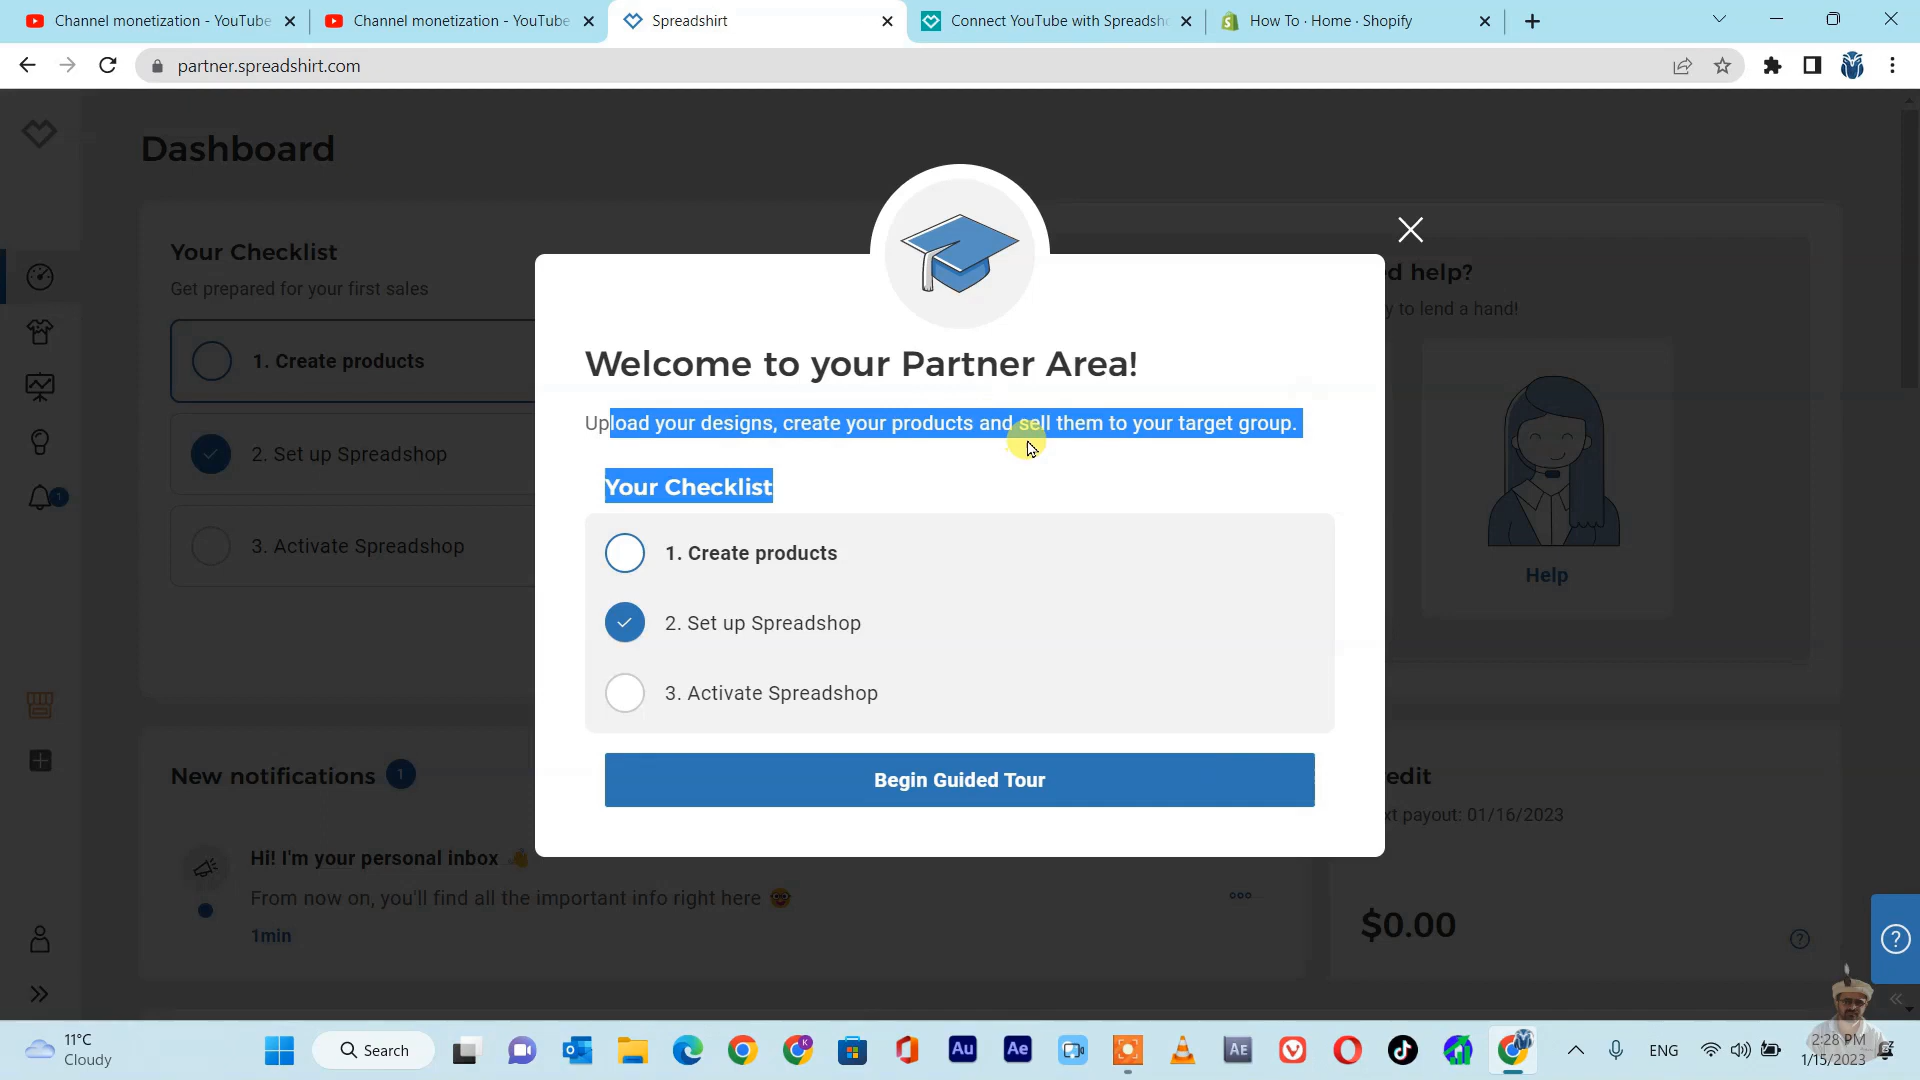 Channel monetization - YouTube
Channel monetization - YouTube
Spreadshirt
Connect YouTube with Spreadsh
How To · Home · Shopify
partner.spreadshirt.com
Dashboard
Your Checklist
Get prepared for your first sales
1. Create products
2. Set up Spreadshop
3. Activate Spreadshop
d help?
y to lend a hand!
Help
Welcome to your Partner Area!
Upload your designs, create your products and sell them to your target group.
Your Checklist
1. Create products
2. Set up Spreadshop
3. Activate Spreadshop
Begin Guided Tour
1
New notifications 1
Hi! I'm your personal inbox 👋
From now on, you'll find all the important info right here 🤓
1min
edit
xt payout: 01/16/2023
$0.00
11°C
Cloudy
Search
K
Au
Ae
AE
ENG
2:28 PM
1/15/2023